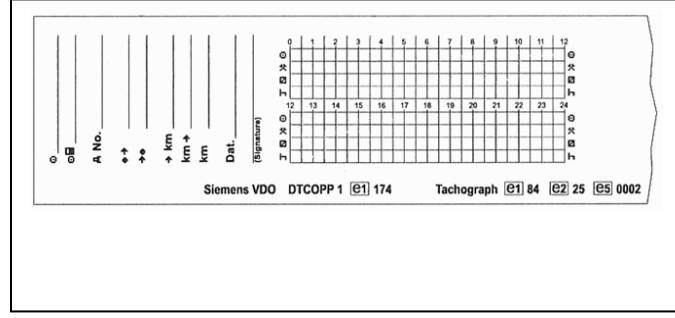 0 1 2 3 4 5 6 7 8 9 10 11 12
12 13 14 15 16 17 18 19 20 21 22 23 24
A No.
→ km
km →
km
Dat.
(Signature)
Siemens VDO DTCOPP 1 e1 174 Tachograph e1 84 e2 25 e5 0002